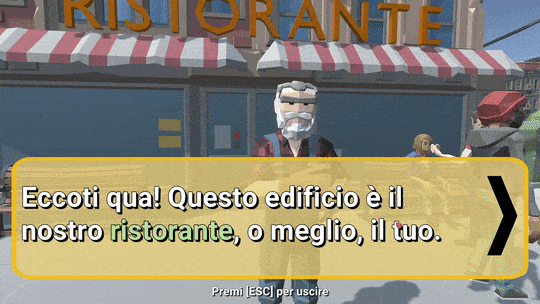 RISTORANTE
Eccoti qua! Questo edificio è il
nostro ristorante, o meglio, il tuo.
Premi [ESC] per uscire